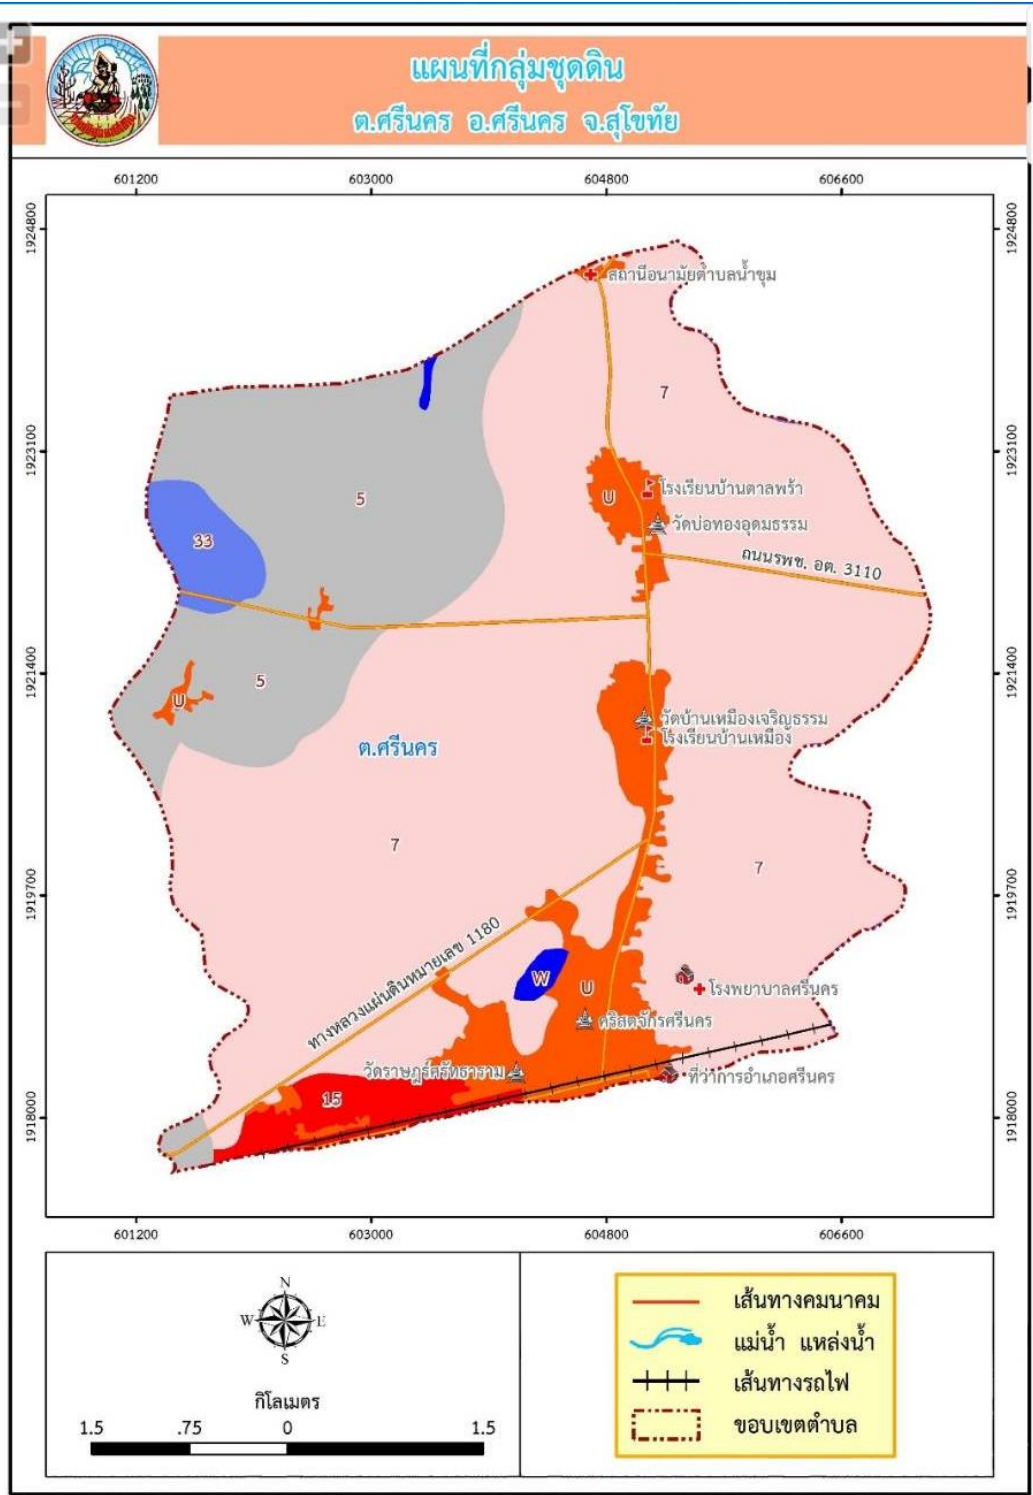 แผนที่กลุ่มชุดดิน
ต.ศรีนคร อ.ศรีนคร จ.สุโขทัย
601200 603000 604800 606600
1924800 1924800
สถานีอนามัยตำบลน้ำขุม
7
1923100 1923100
5
U
โรงเรียนบ้านตาลพร้า
วัดบ่อทองอุดมธรรม
33
ถนนรพช. อต. 3110
1921400 1921400
5
U
วัดบ้านเหมืองเจริญธรรม
โรงเรียนบ้านเหมือง
ต.ศรีนคร
7
7
1919700 1919700
ทางหลวงแผ่นดินหมายเลข 1180
W
U
โรงพยาบาลศรีนคร
คริสตจักรศรีนคร
วัดราษฎร์ศรัทธาราม
ที่ว่าการอำเภอศรีนคร
15
1918000 1918000
601200 603000 604800 606600
N
W E
S
กิโลเมตร
1.5 .75 0 1.5
เส้นทางคมนาคม
แม่น้ำ แหล่งน้ำ
เส้นทางรถไฟ
ขอบเขตตำบล